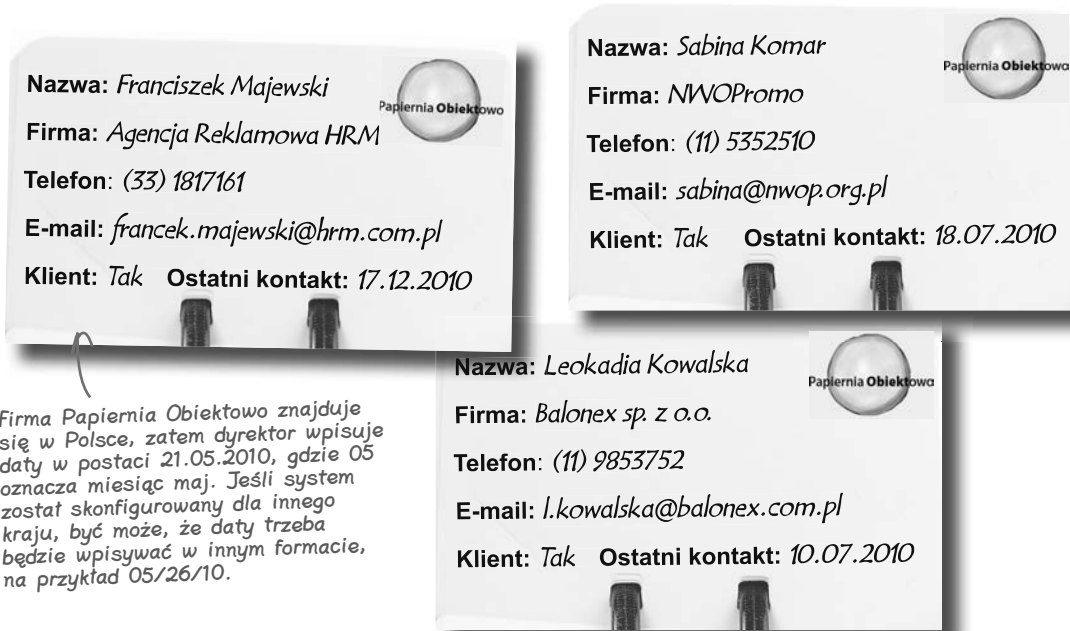 Nazwa: Franciszek Majewski
Papiernia Obiektowo
Firma: Agencja Reklamowa HRM
Telefon: (33) 1817161
E-mail: francek.majewski@hrm.com.pl
Klient: Tak Ostatni kontakt: 17.12.2010
Nazwa: Sabina Komar
Papiernia Obiektowo
Firma: NWOPromo
Telefon: (11) 5352510
E-mail: sabina@nwop.org.pl
Klient: Tak Ostatni kontakt: 18.07.2010
Nazwa: Leokadia Kowalska
Papiernia Obiektowo
Firma: Balonex sp. z o.o.
Telefon: (11) 9853752
E-mail: l.kowalska@balonex.com.pl
Klient: Tak Ostatni kontakt: 10.07.2010
Firma Papiernia Obiektowo znajduje
się w Polsce, zatem dyrektor wpisuje
daty w postaci 21.05.2010, gdzie 05
oznacza miesiąc maj. Jeśli system
został skonfigurowany dla innego
kraju, być może, że daty trzeba
będzie wpisywać w innym formacie,
na przykład 05/26/10.